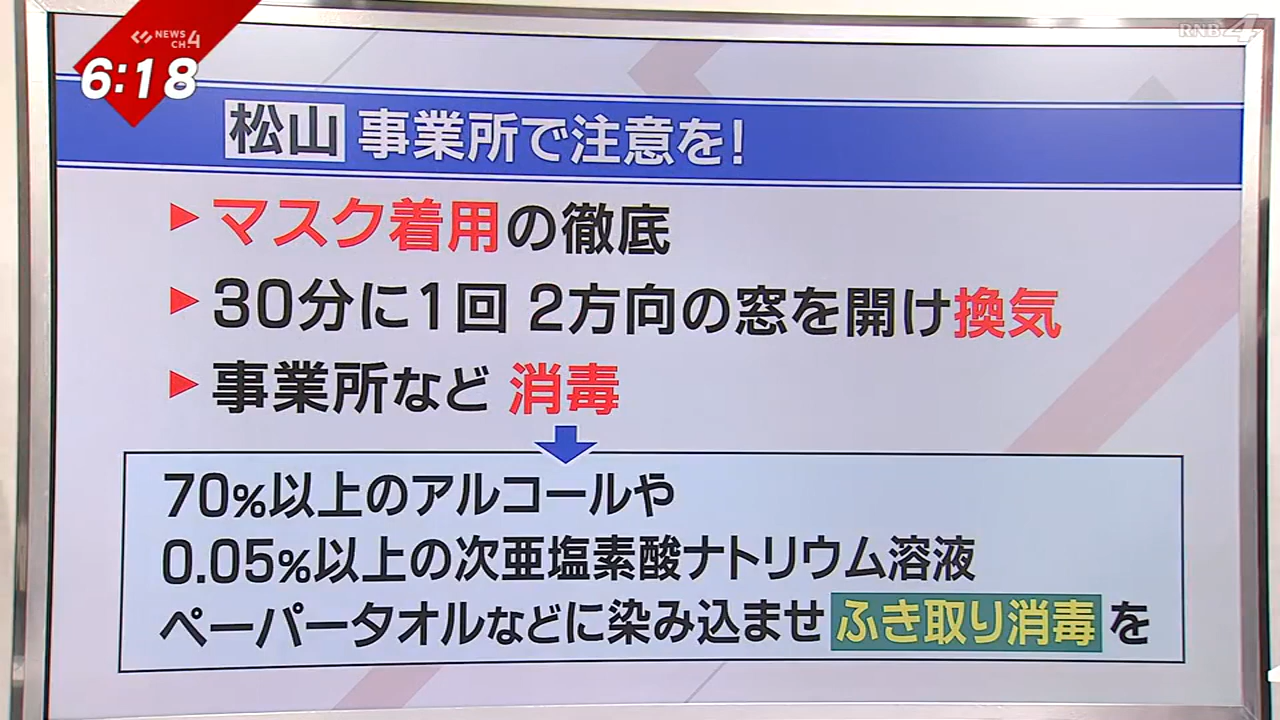 NEWS
CH.4
RNB 4
6:18
松山 事業所で注意を!
▶マスク着用の徹底
▶30分に1回 2方向の窓を開け換気
▶事業所など 消毒
70%以上のアルコールや
0.05%以上の次亜塩素酸ナトリウム溶液
ペーパータオルなどに染み込ませ ふき取り消毒 を